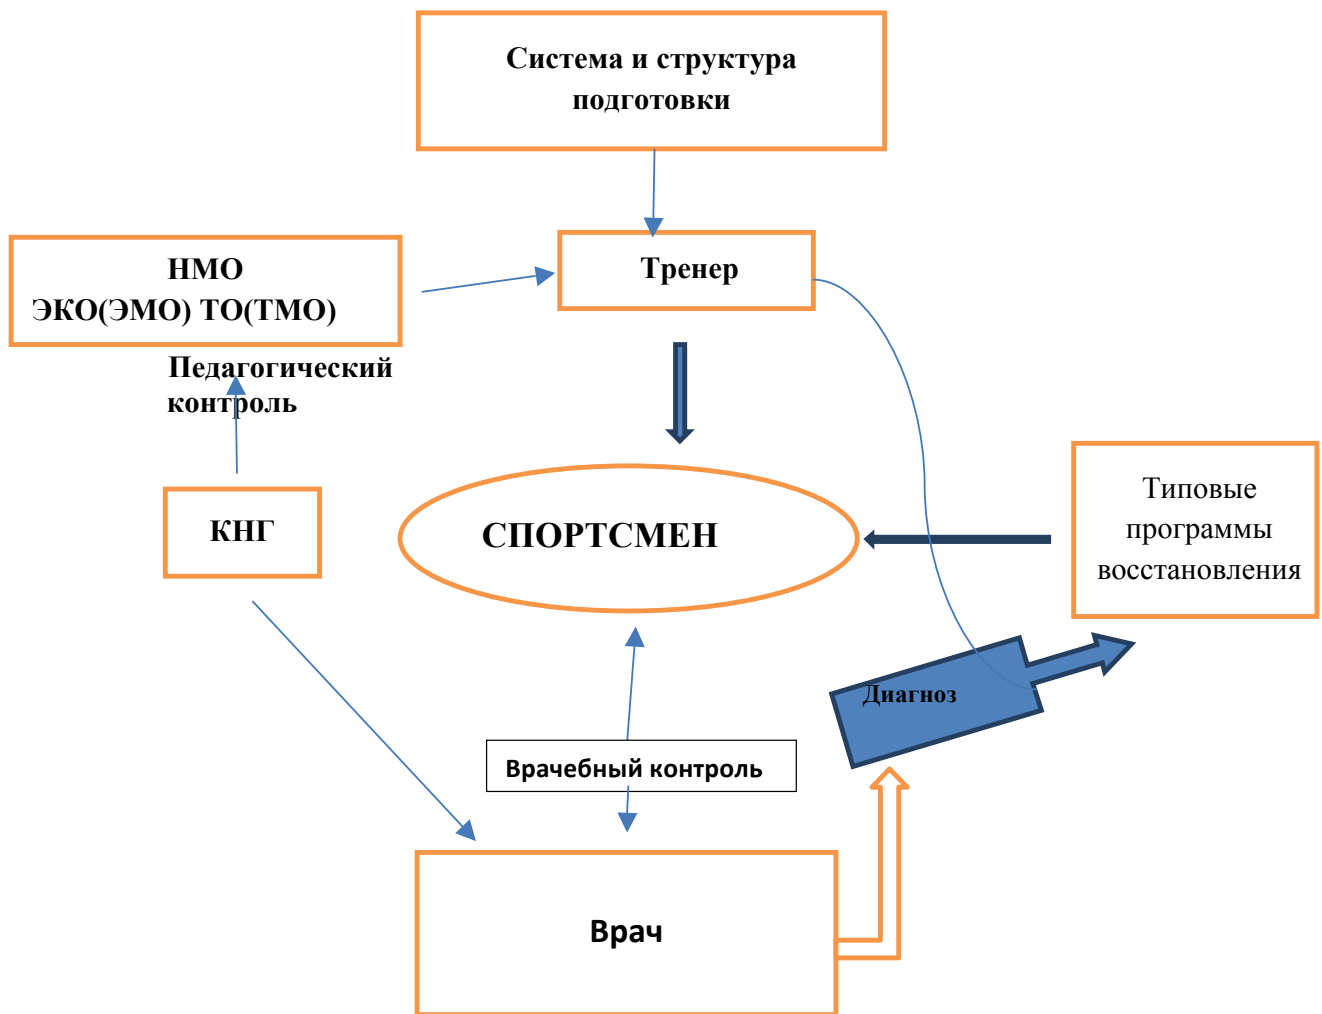 Система и структура
подготовки
НМО
ЭКО(ЭМО) ТО(ТМО)
Тренер
Педагогический
контроль
КНГ
СПОРТСМЕН
Типовые
программы
восстановления
Диагноз
Врачебный контроль
Врач